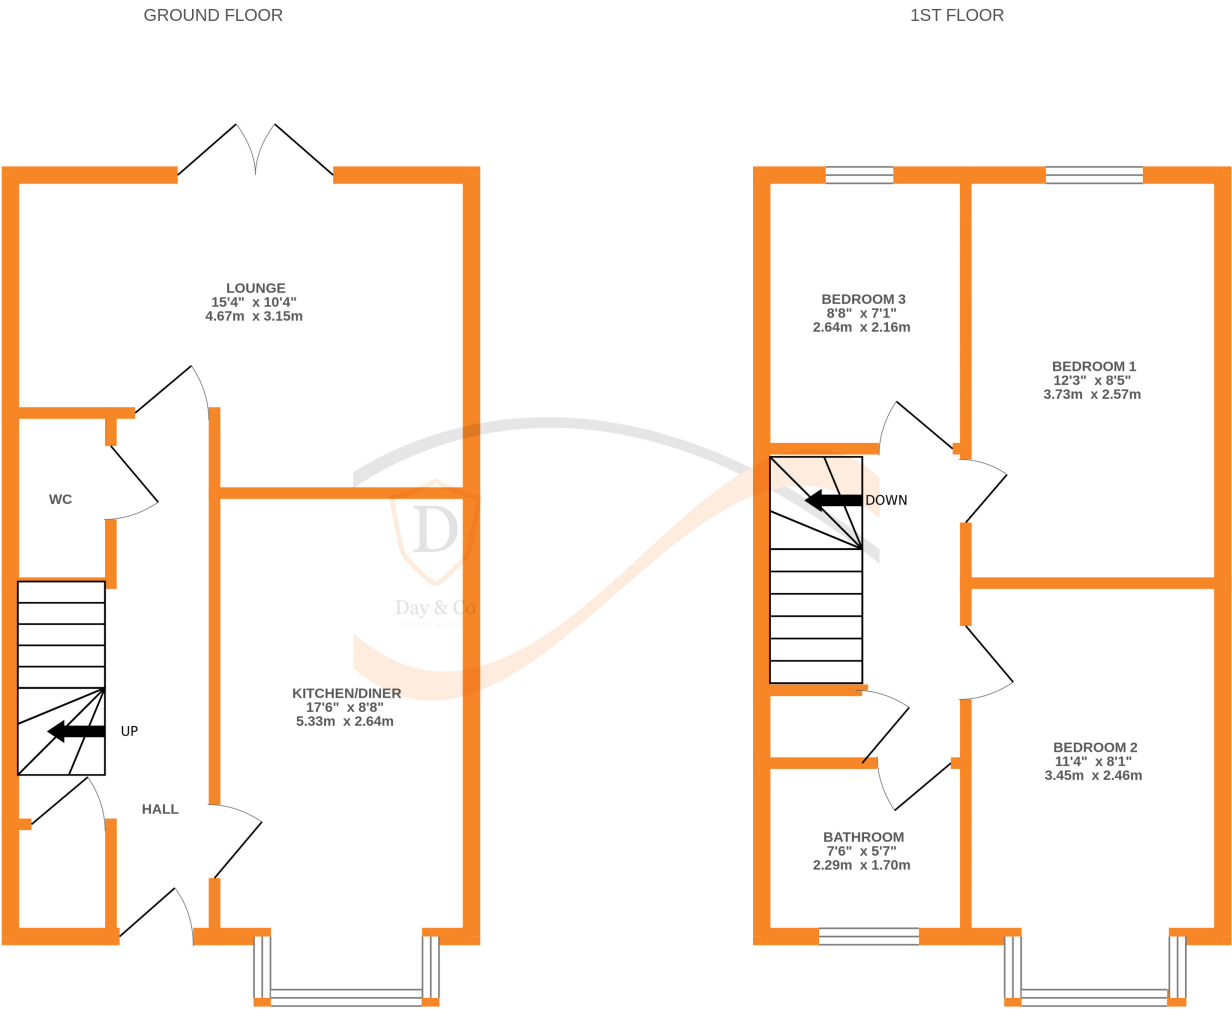 GROUND FLOOR
1ST FLOOR
LOUNGE
15'4" x 10'4"
4.67m x 3.15m
BEDROOM 3
8'8" x 7'1"
2.64m x 2.16m
BEDROOM 1
12'3" x 8'5"
3.73m x 2.57m
WC
DOWN
D
Day & Co
ESTATE AGENTS
KITCHEN/DINER
17'6" x 8'8"
5.33m x 2.64m
UP
HALL
BEDROOM 2
11'4" x 8'1"
3.45m x 2.46m
BATHROOM
7'6" x 5'7"
2.29m x 1.70m